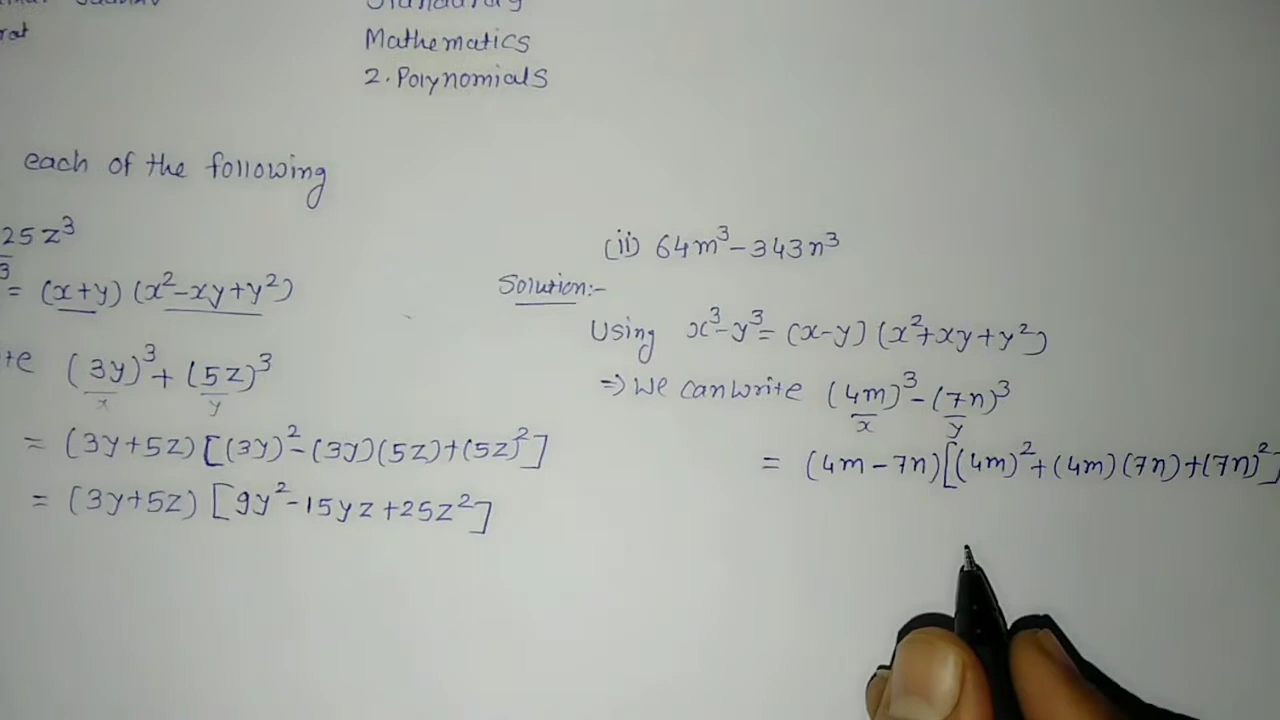 Mathematics
2. Polynomials
each of the following
25z³
= (x+y) (x²-xy+y²)
(3y)³ + (5z)³
x y
= (3y+5z) [(3y)²-(3y)(5z)+(5z)²]
= (3y+5z) [9y²-15yz+25z²]
(ii) 64m³-343n³
Solution:-
Using x³-y³= (x-y) (x²+xy+y²)
=> We can write (4m)³-(7n)³
x y
= (4m-7n)[(4m)²+(4m)(7n)+(7n)²]